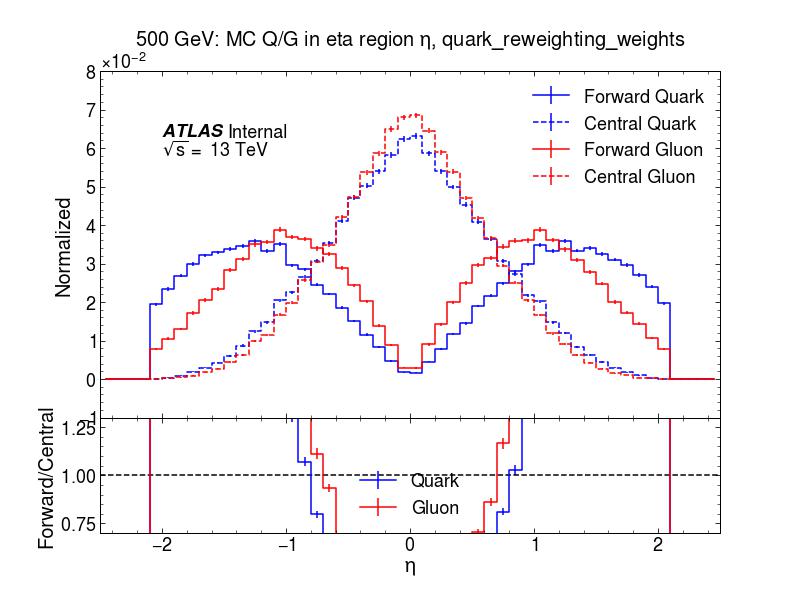 500 GeV: MC Q/G in eta region η, quark_reweighting_weights
×10⁻²
8
7
6
5
4
3
2
1
0
−1
Normalized
ATLAS Internal
√s = 13 TeV
Forward Quark
Central Quark
Forward Gluon
Central Gluon
1.25
1.00
0.75
Forward/Central
Quark
Gluon
−2 −1 0 1 2
η